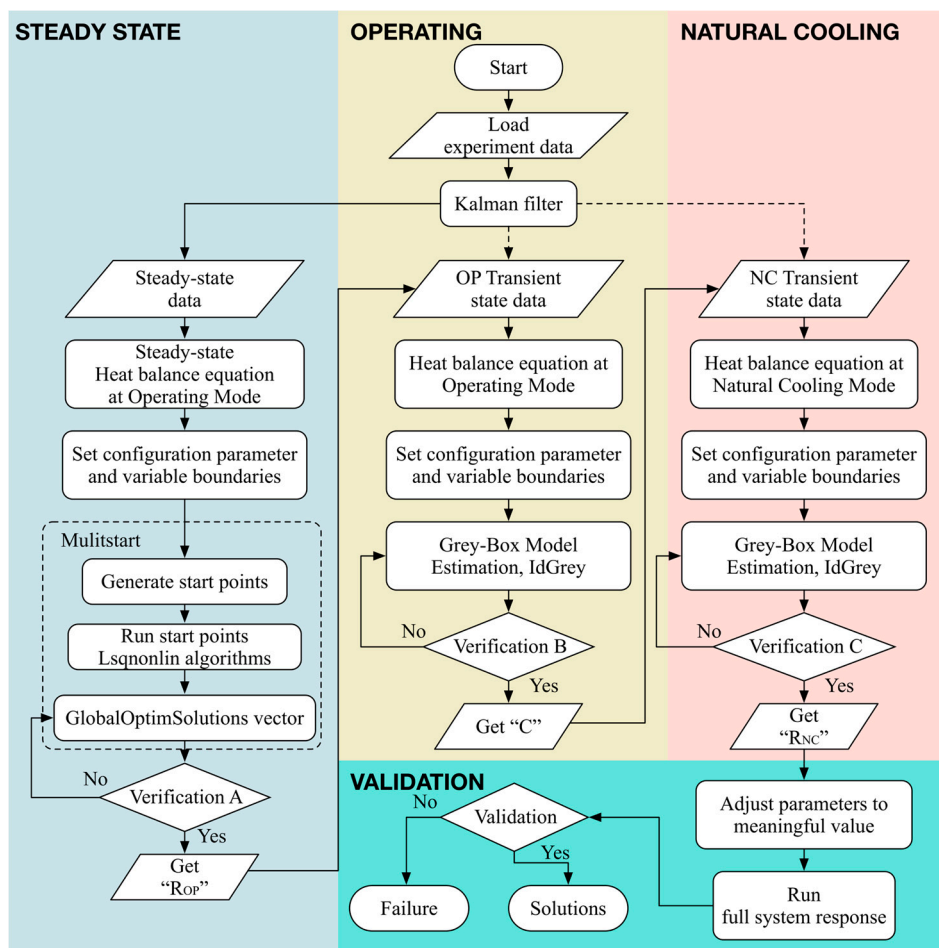 STEADY STATE
OPERATING
NATURAL COOLING
Start
Load
experiment data
Kalman filter
Steady-state
data
OP Transient
state data
NC Transient
state data
Steady-state
Heat balance equation
at Operating Mode
Heat balance equation at
Operating Mode
Heat balance equation at
Natural Cooling Mode
Set configuration parameter
and variable boundaries
Set configuration parameter
and variable boundaries
Set configuration parameter
and variable boundaries
Mulitstart
Generate start points
Run start points
Lsqnonlin algorithms
GlobalOptimSolutions vector
No
Verification A
Yes
Get
“ROP”
Grey-Box Model
Estimation, IdGrey
No
Verification B
Yes
Get “C”
Grey-Box Model
Estimation, IdGrey
No
Verification C
Yes
Get
“RNC”
VALIDATION
Adjust parameters to
meaningful value
Run
full system response
No
Validation
Yes
Failure
Solutions